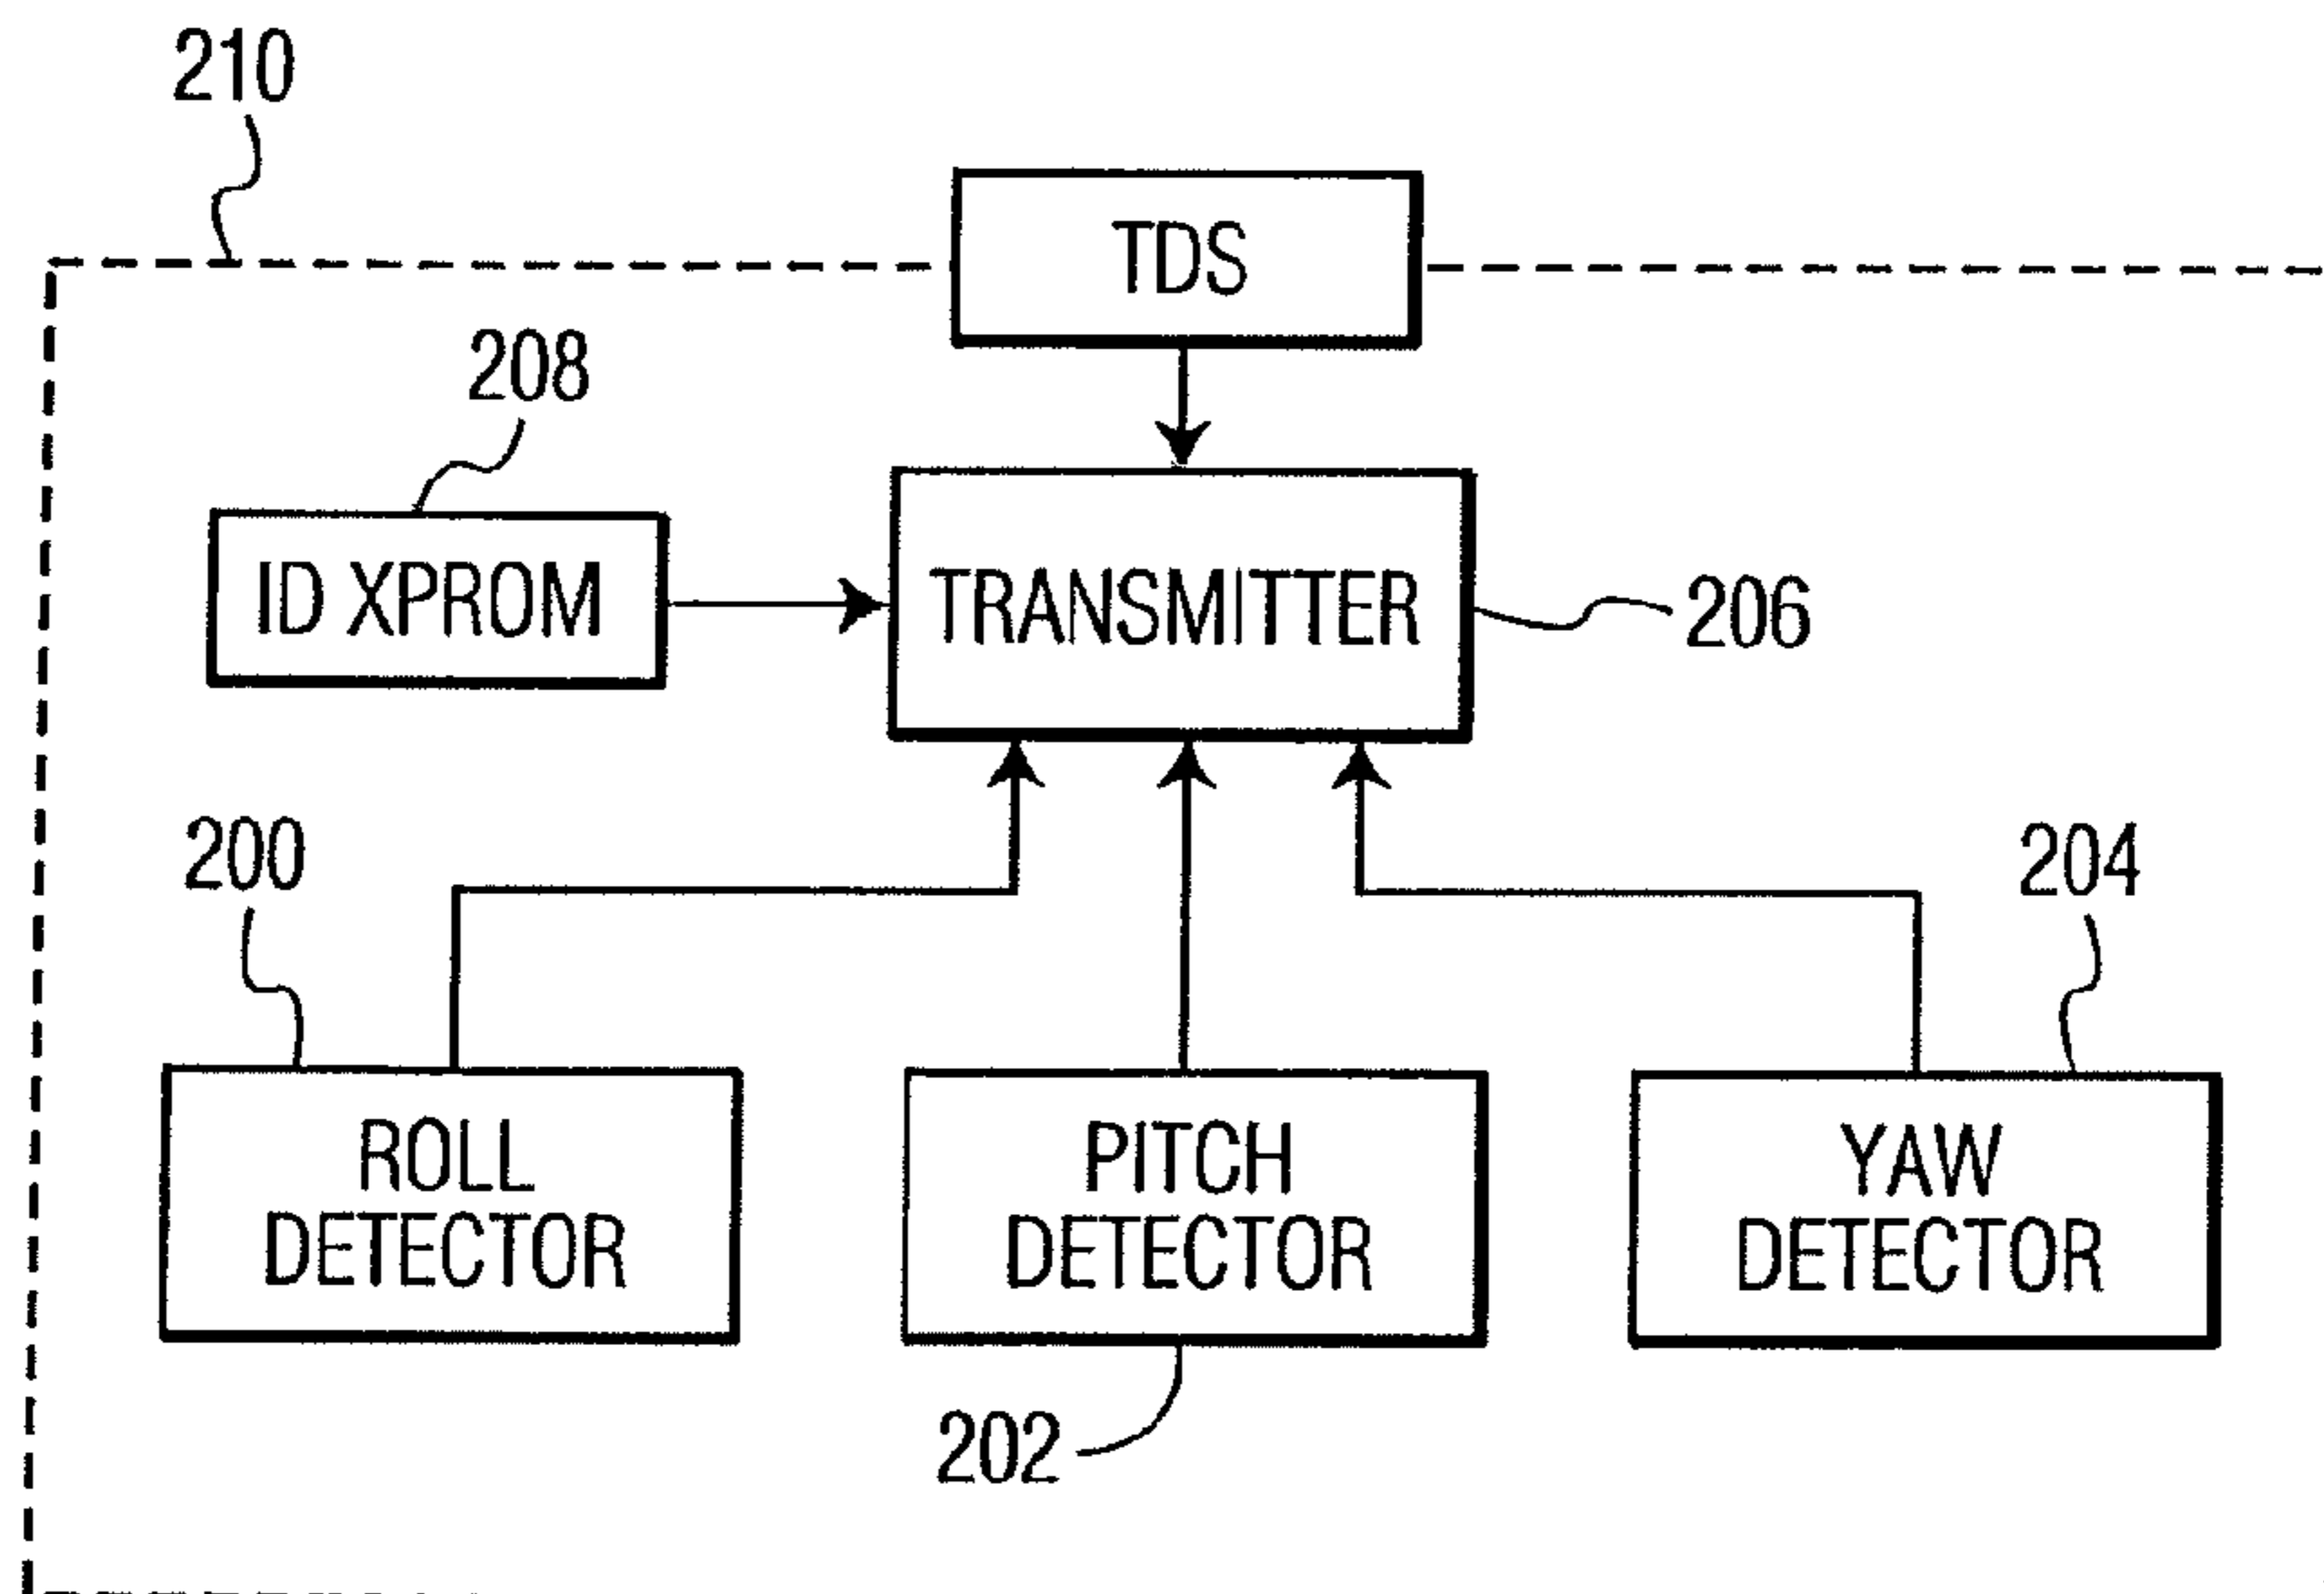 210
TDS
208
ID XPROM
TRANSMITTER
206
200
204
ROLL
DETECTOR
PITCH
DETECTOR
YAW
DETECTOR
202